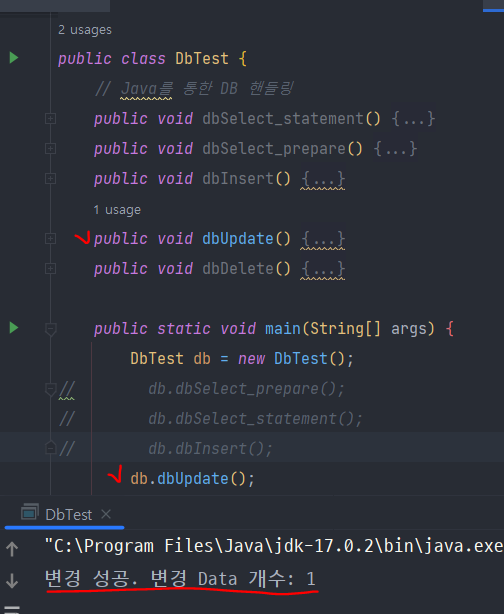 2 usages
public class DbTest {
// Java를 통한 DB 핸들링
public void dbSelect_statement() {...}
public void dbSelect_prepare() {...}
public void dbInsert() {...}
1 usage
public void dbUpdate() {...}
public void dbDelete() {...}
public static void main(String[] args) {
DbTest db = new DbTest();
// db.dbSelect_prepare();
// db.dbSelect_statement();
// db.dbInsert();
db.dbUpdate();
DbTest ×
"C:\Program Files\Java\jdk-17.0.2\bin\java.exe
변경 성공. 변경 Data 개수: 1